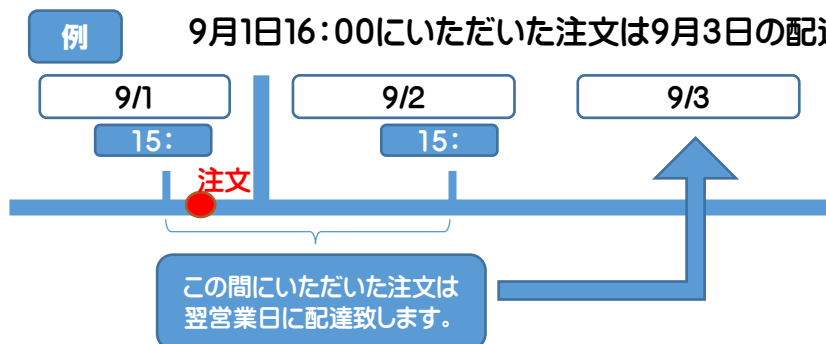 例
9月1日16：00にいただいた注文は9月3日の配
9/1
9/2
9/3
15：
15：
注文
この間にいただいた注文は
翌営業日に配達致します。